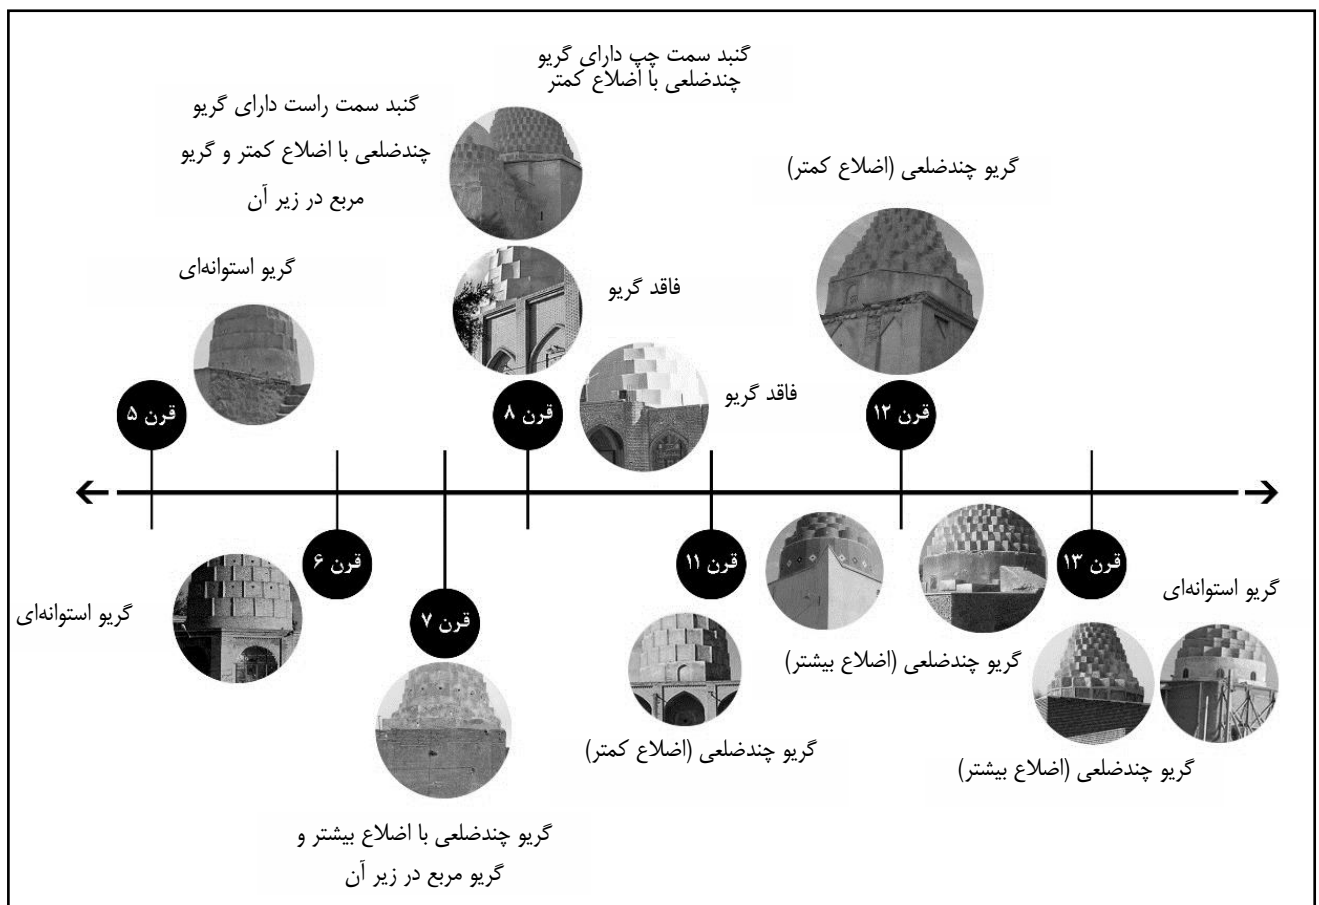 گنبد سمت چپ دارای گریو
چندضلعی با اضلاع کمتر
گنبد سمت راست دارای گریو
چندضلعی با اضلاع کمتر و گریو
مربع در زیر آن
گریو چندضلعی (اضلاع کمتر)
گریو استوانه‌ای
فاقد گریو
فاقد گریو
قرن ۵
قرن ۸
قرن ۱۲
قرن ۶
قرن ۷
قرن ۱۱
قرن ۱۳
گریو استوانه‌ای
گریو استوانه‌ای
گریو چندضلعی (اضلاع بیشتر)
گریو چندضلعی (اضلاع کمتر)
گریو چندضلعی (اضلاع بیشتر)
گریو چندضلعی با اضلاع بیشتر و
گریو مربع در زیر آن